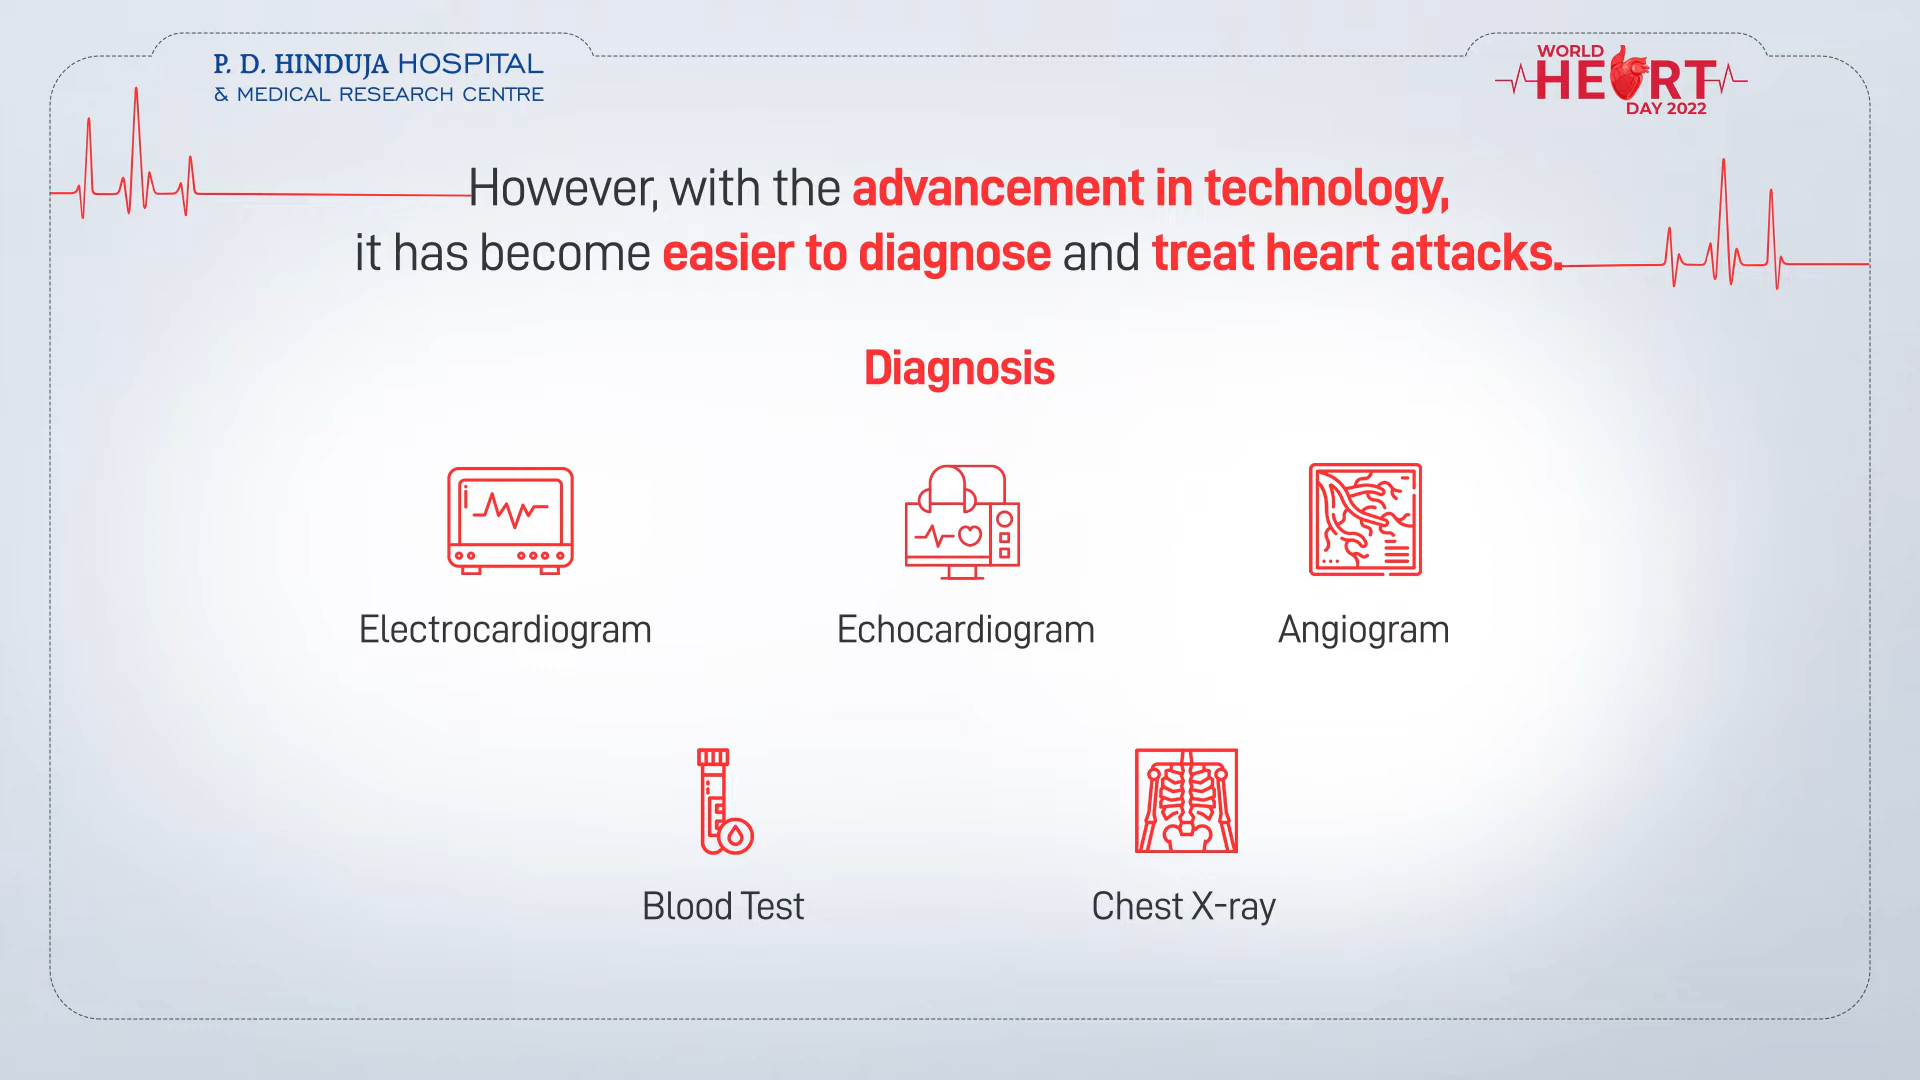 P. D. HINDUJA HOSPITAL
& MEDICAL RESEARCH CENTRE
WORLD
HEART
DAY 2022
However, with the advancement in technology,
it has become easier to diagnose and treat heart attacks.
Diagnosis
Electrocardiogram
Echocardiogram
Angiogram
Blood Test
Chest X-ray